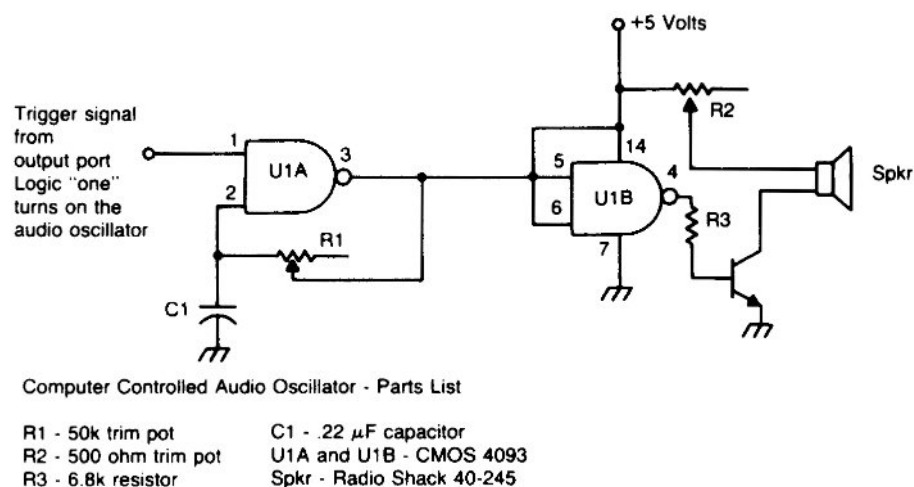 +5 Volts
Trigger signal
from
output port
Logic "one"
turns on the
audio oscillator
1
2
U1A
3
R1
C1
5
6
U1B
14
4
7
R2
R3
Spkr
Computer Controlled Audio Oscillator - Parts List
R1 - 50k trim pot
R2 - 500 ohm trim pot
R3 - 6.8k resistor
C1 - .22 μF capacitor
U1A and U1B - CMOS 4093
Spkr - Radio Shack 40-245